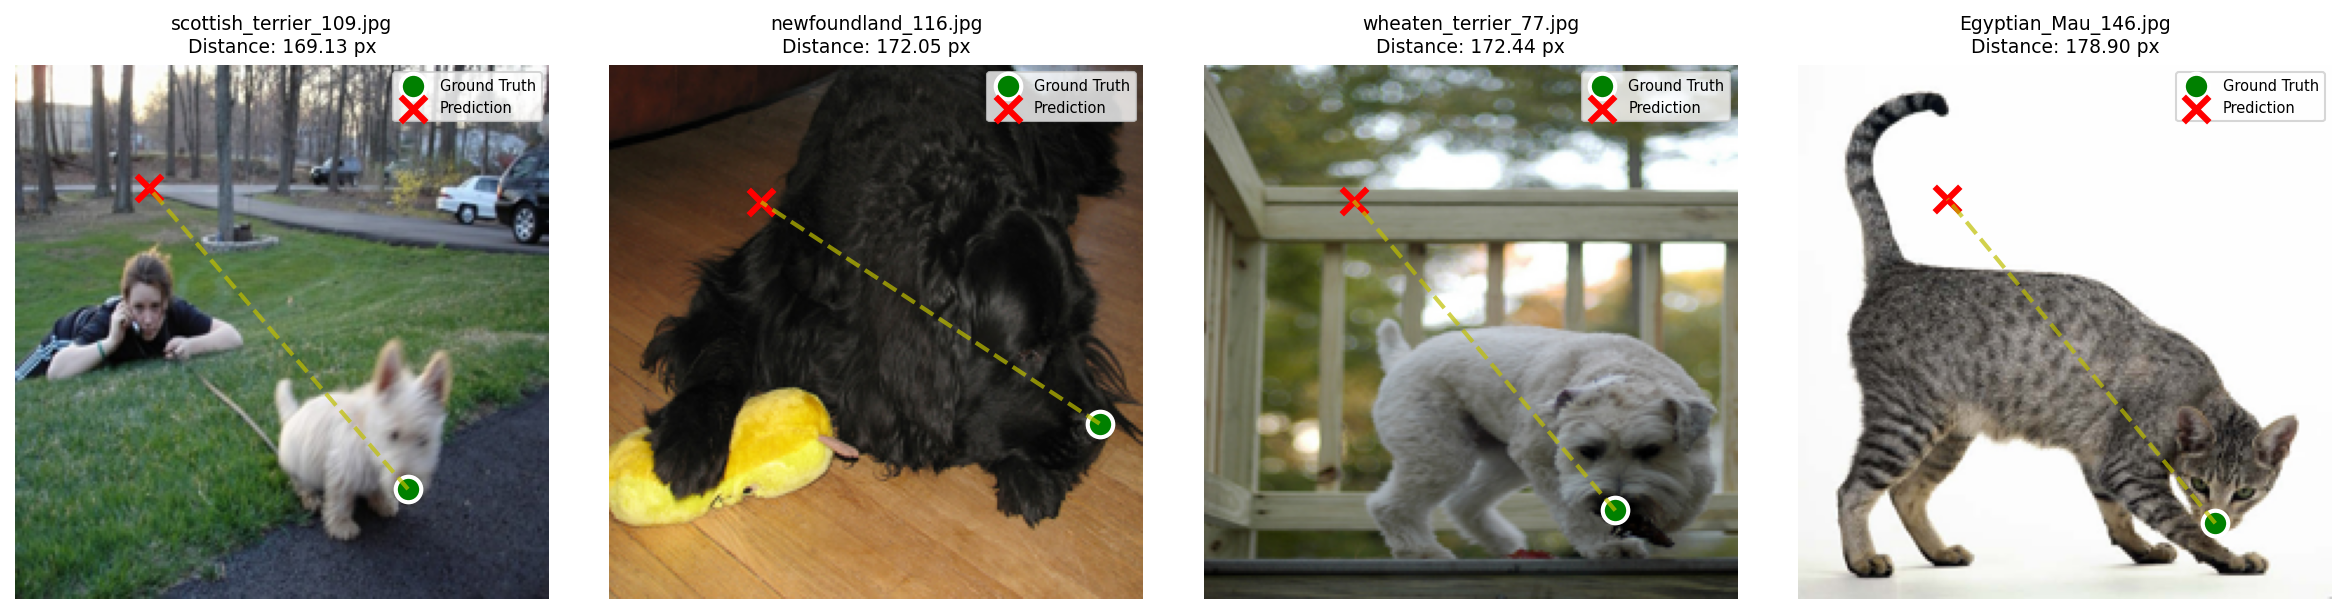 scottish_terrier_109.jpg
Distance: 169.13 px
Ground Truth
Prediction
newfoundland_116.jpg
Distance: 172.05 px
Ground Truth
Prediction
wheaten_terrier_77.jpg
Distance: 172.44 px
Ground Truth
Prediction
Egyptian_Mau_146.jpg
Distance: 178.90 px
Ground Truth
Prediction